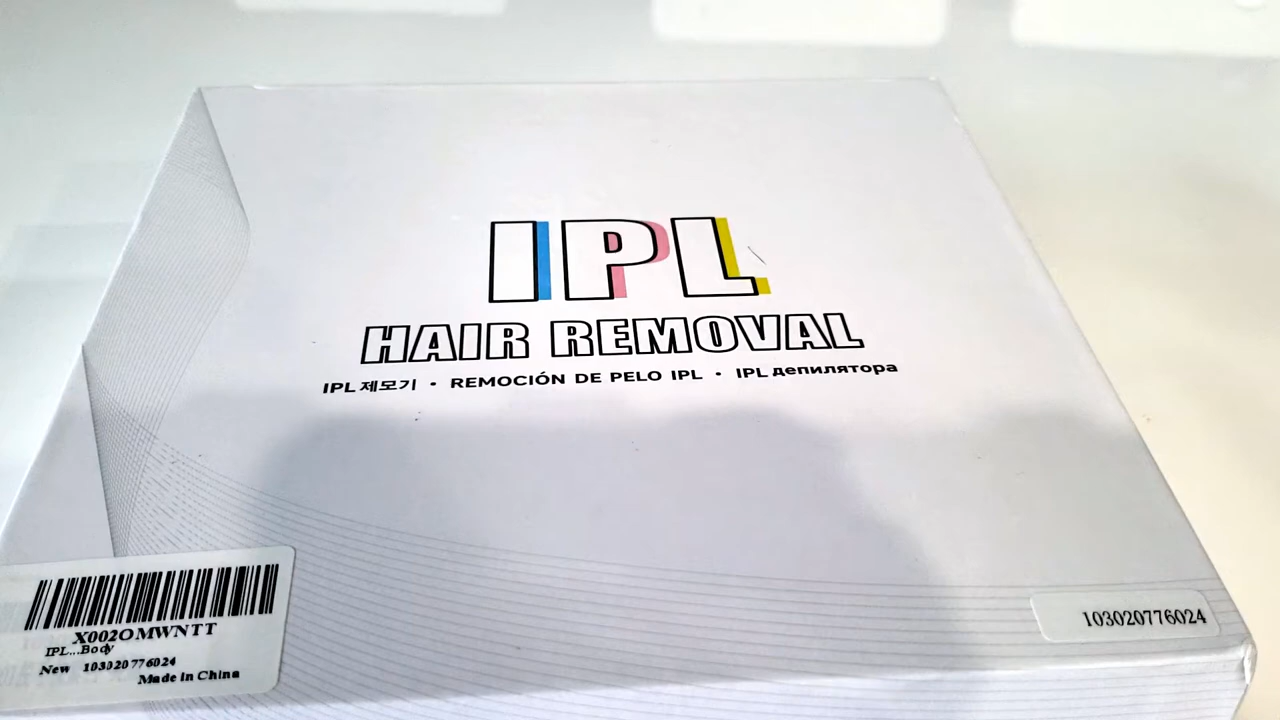 IPL
HAIR REMOVAL
IPL 제모기 • REMOCIÓN DE PELO IPL • IPL депилятора
103020776024
X002OMWNTT
IPL...Body
New 103020776024
Made in China